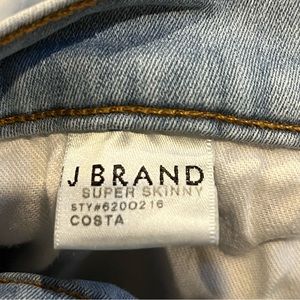 J BRAND
SUPER SKINNY
STY#620O216
COSTA